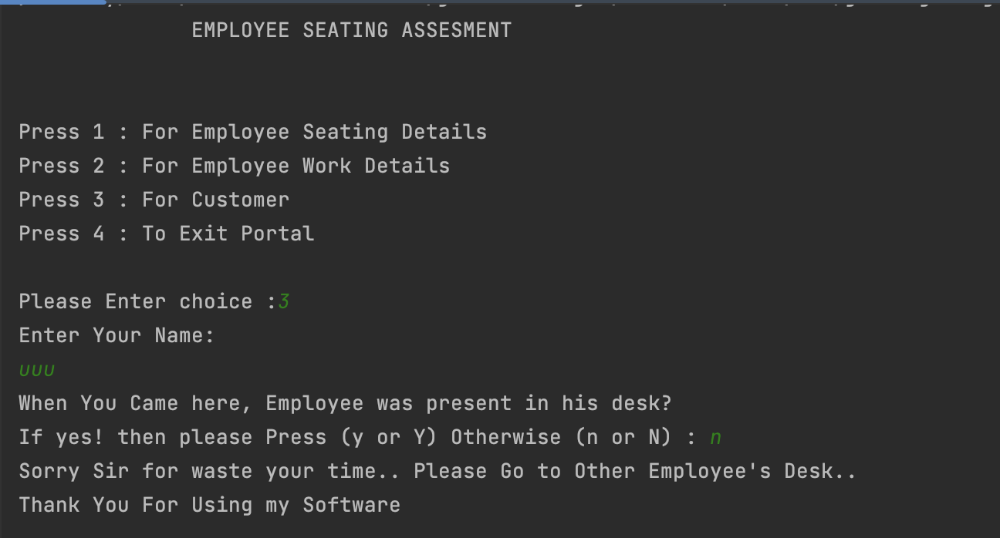 EMPLOYEE SEATING ASSESMENT
Press 1 : For Employee Seating Details
Press 2 : For Employee Work Details
Press 3 : For Customer
Press 4 : To Exit Portal
Please Enter choice :3
Enter Your Name:
uuu
When You Came here, Employee was present in his desk?
If yes! then please Press (y or Y) Otherwise (n or N) : n
Sorry Sir for waste your time.. Please Go to Other Employee's Desk..
Thank You For Using my Software